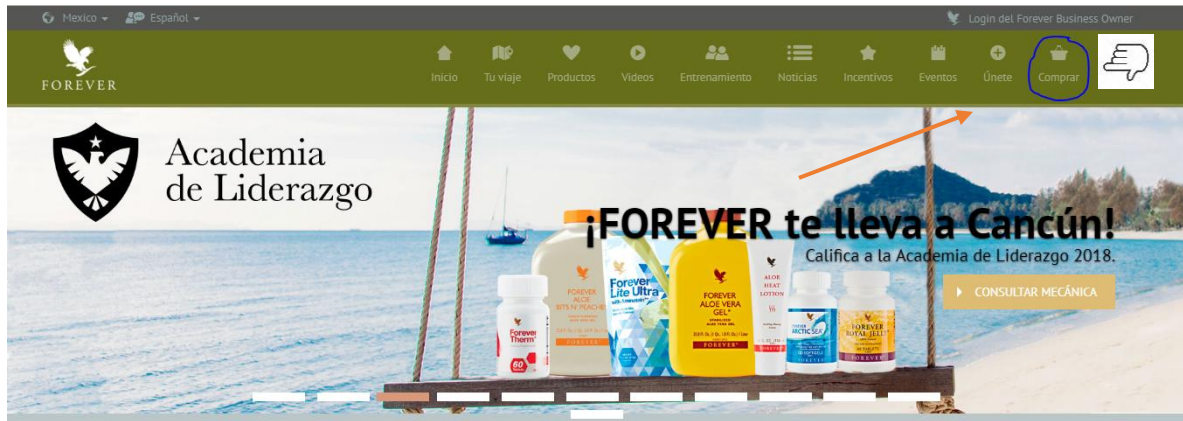 Mexico
Español
Login del Forever Business Owner
FOREVER
Inicio
Tu viaje
Productos
Videos
Entrenamiento
Noticias
Incentivos
Eventos
Únete
Comprar
Academia
de Liderazgo
¡FOREVER te lleva a Cancún!
Califica a la Academia de Liderazgo 2018.
CONSULTAR MECÁNICA
Forever
Therm
60
FOREVER
ALOE
BITS N' PEACHES
FOREVER
Forever
Lite Ultra
FOREVER
ALOE VERA
GEL
FOREVER
ALOE
HEAT
LOTION
ARCTIC SEA
FOREVER
FOREVER
ROYAL JELLY
FOREVER